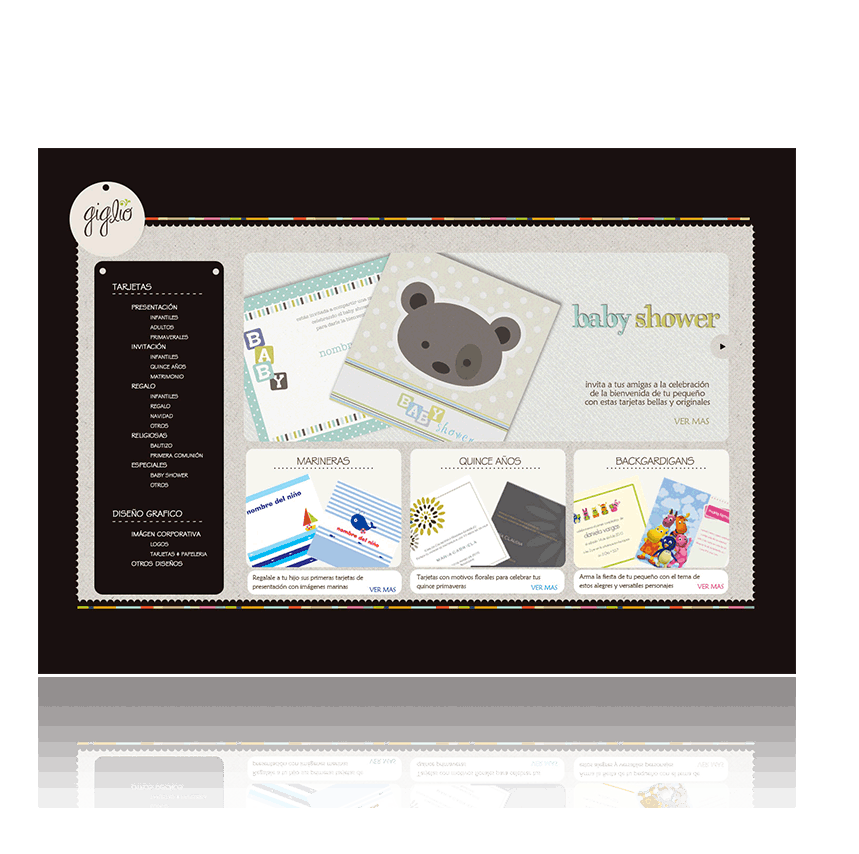 giglio
TARJETAS
PRESENTACIÓN
INFANTILES
ADULTOS
PRIMAVERALES
INVITACIÓN
INFANTILES
QUINCE AÑOS
MATRIMONIO
REGALO
INFANTILES
REGALO
NAVIDAD
OTROS
RELIGIOSAS
BAUTIZO
PRIMERA COMUNIÓN
ESPECIALES
BABY SHOWER
OTROS
DISEÑO GRAFICO
IMÁGEN CORPORATIVA
LOGOS
TARJETAS PAPELERIA
OTROS DISEÑOS
BABY
BABY
shower
baby shower
invita a tus amigas a la celebración
de la bienvenida de tu pequeño
con estas tarjetas bellas y originales
VER MAS
MARINERAS
nombre del niño
nombre del niño
Regalale a tu hijo sus primeras tarjetas de
presentación con imágenes marinas
VER MAS
QUINCE AÑOS
Tarjetas con motivos florales para celebrar tus
quince primaveras
VER MAS
BACKGARDIGANS
daniela vargas
Arma la fiesta de tu pequeño con el tema de
estos alegres y versatiles personajes
VER MAS